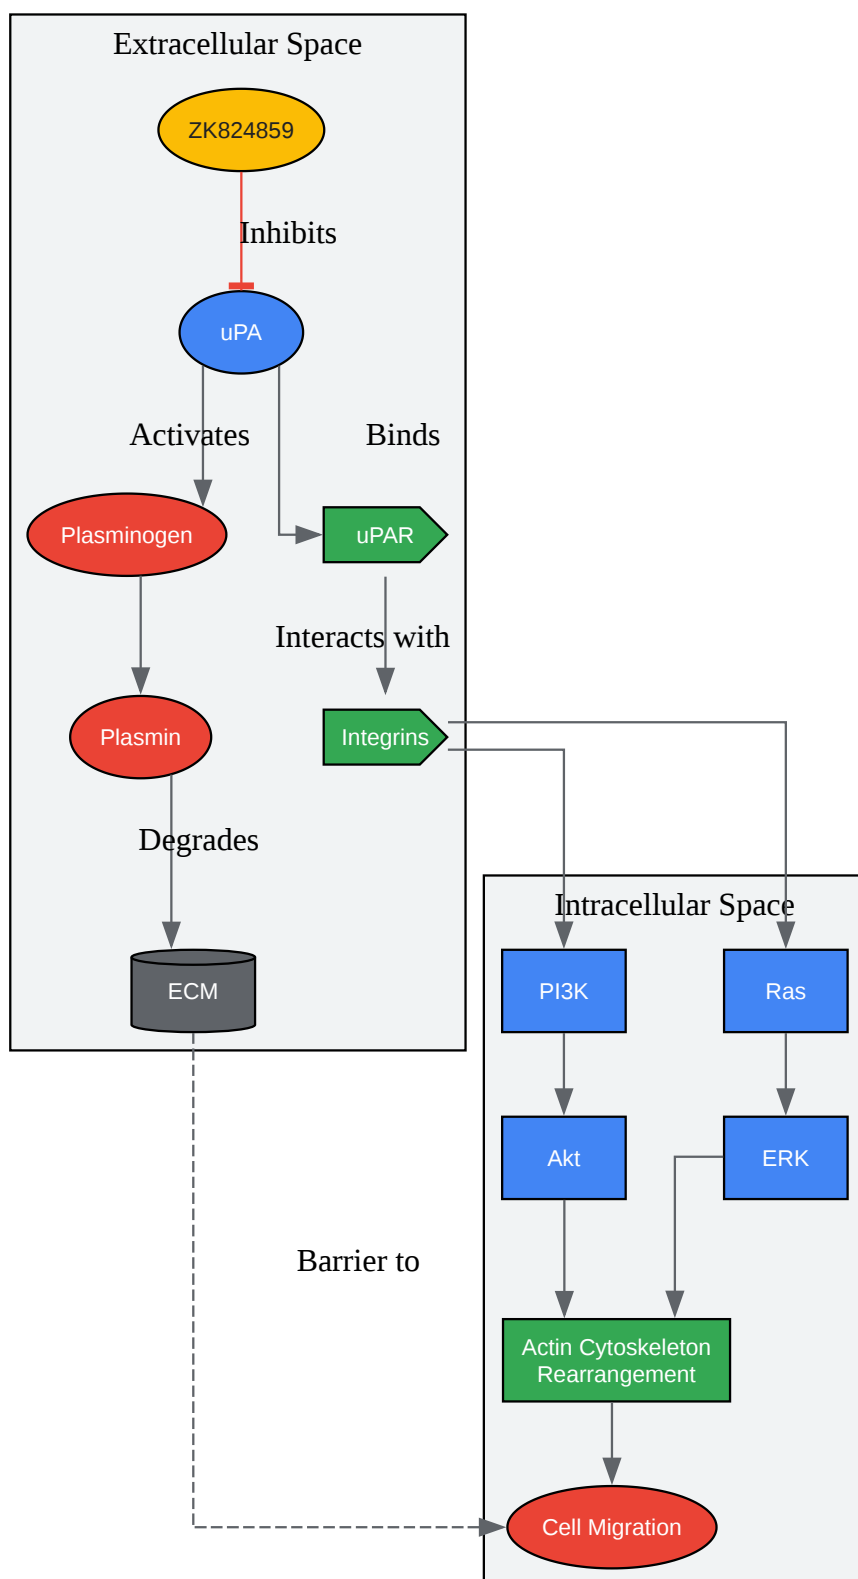 Extracellular Space
ZK824859
Inhibits
uPA
Activates
Binds
Plasminogen
uPAR
Interacts with
Plasmin
Integrins
Degrades
Intracellular Space
ECM
PI3K
Ras
Akt
ERK
Barrier to
Actin Cytoskeleton
Rearrangement
Cell Migration